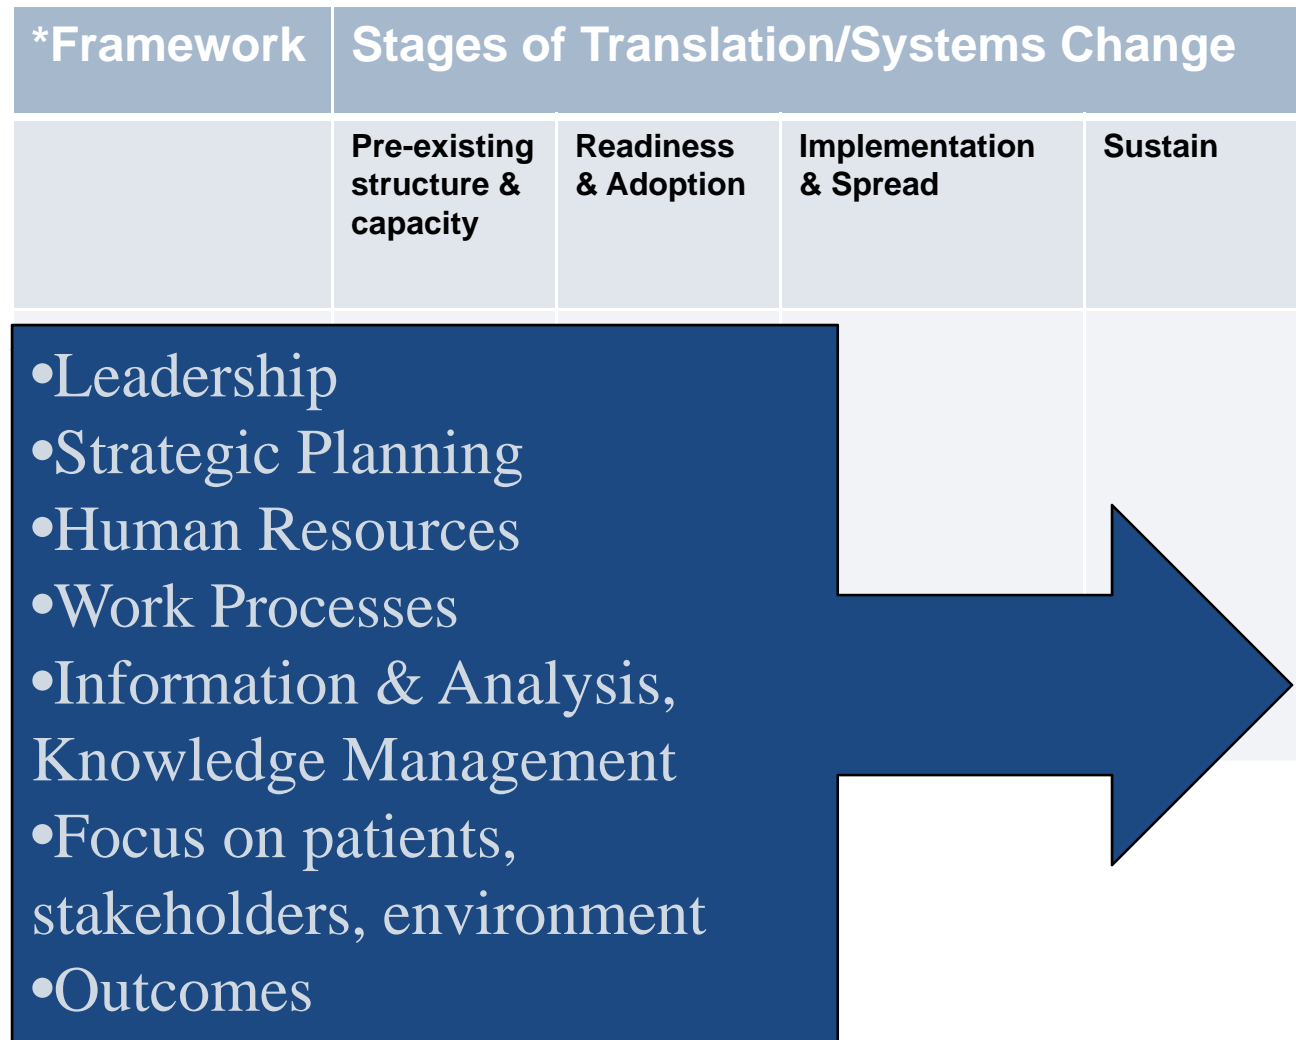 *Framework
Stages of Translation/Systems Change
Pre-existing
structure &
capacity
Readiness
& Adoption
Implementation
& Spread
Sustain
•Leadership
•Strategic Planning
•Human Resources
•Work Processes
•Information & Analysis,
Knowledge Management
•Focus on patients,
stakeholders, environment
•Outcomes